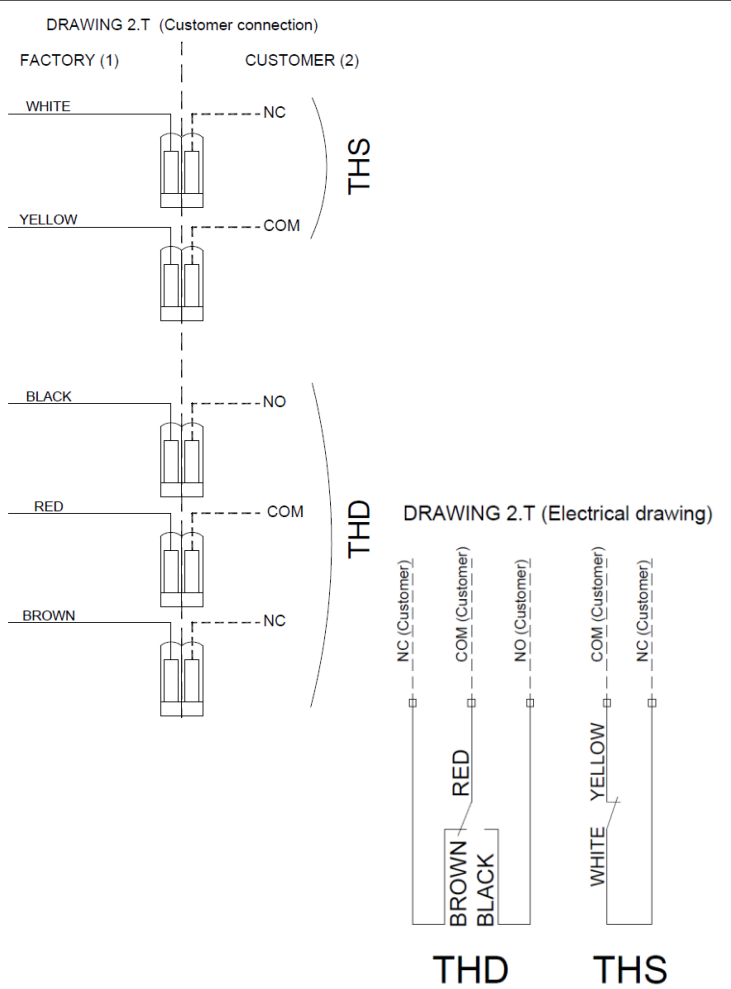 DRAWING 2.T (Customer connection)
FACTORY (1)
CUSTOMER (2)
WHITE
NC
THS
YELLOW
COM
BLACK
NO
RED
COM
THD
BROWN
NC
DRAWING 2.T (Electrical drawing)
NC (Customer)
COM (Customer)
NO (Customer)
COM (Customer)
NC (Customer)
RED
YELLOW
BROWN
BLACK
WHITE
THD
THS